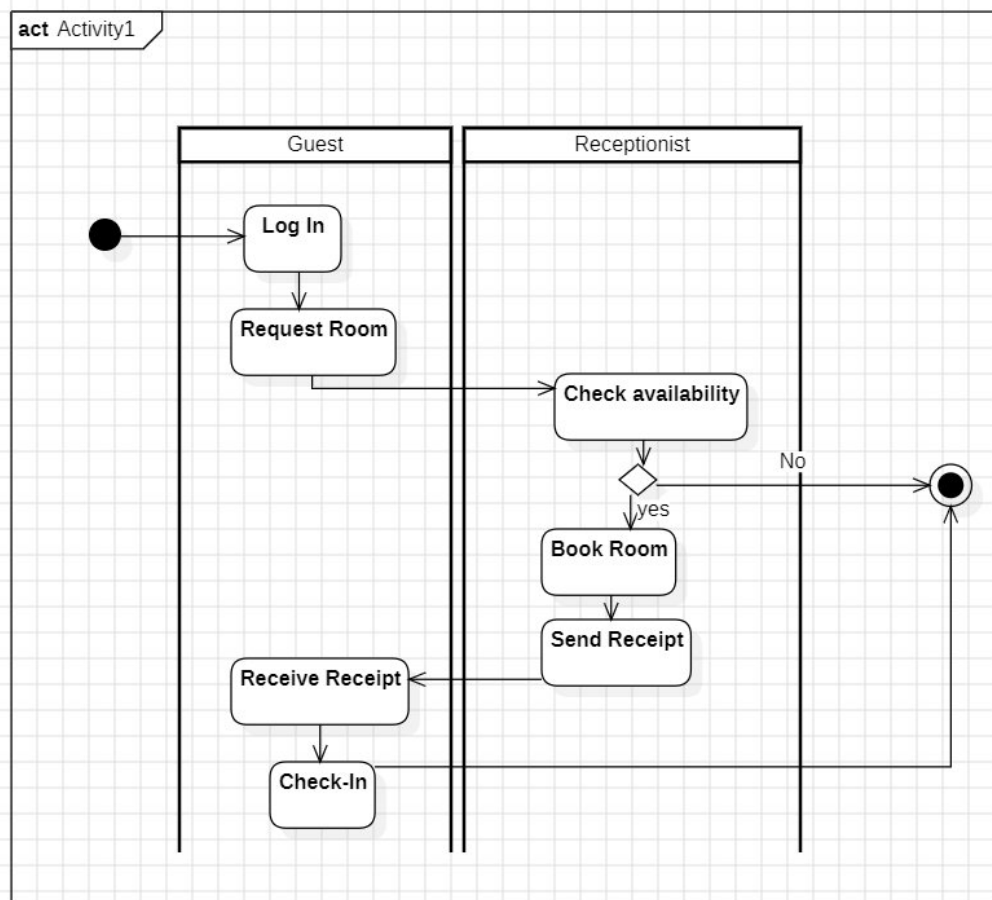 act Activity1
Guest
Receptionist
Log In
Request Room
Check availability
No
yes
Book Room
Send Receipt
Receive Receipt
Check-In